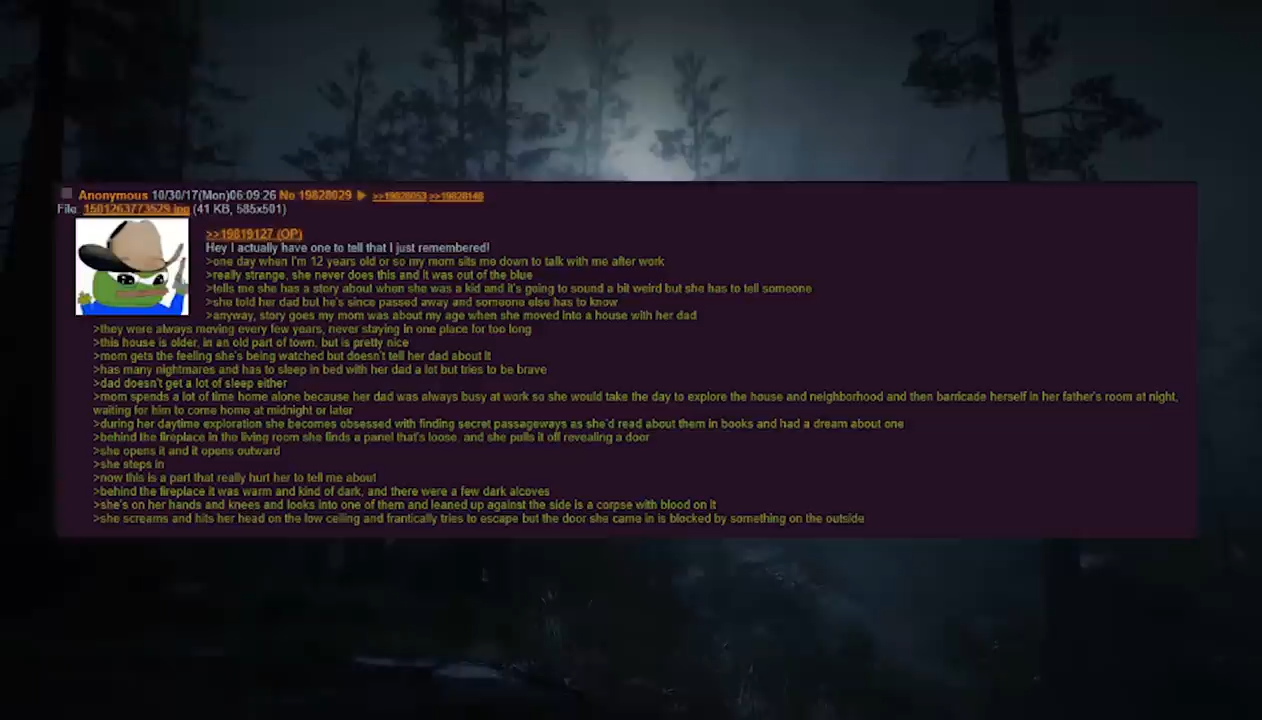 Anonymous 10/30/17(Mon)06:09:26 No 19828029 ▶ >>19828053 >>19828148
File: 1501263773529.jpg (41 KB, 585x501)
>>19819127 (OP)
Hey I actually have one to tell that I just remembered!
>one day when I'm 12 years old or so my mom sits me down to talk with me after work
>really strange, she never does this and it was out of the blue
>tells me she has a story about when she was a kid and it's going to sound a bit weird but she has to tell someone
>she told her dad but he's since passed away and someone else has to know
>anyway, story goes my mom was about my age when she moved into a house with her dad
>they were always moving every few years, never staying in one place for too long
>this house is older, in an old part of town, but is pretty nice
>mom gets the feeling she's being watched but doesn't tell her dad about it
>has many nightmares and has to sleep in bed with her dad a lot but tries to be brave
>dad doesn't get a lot of sleep either
>mom spends a lot of time home alone because her dad was always busy at work so she would take the day to explore the house and neighborhood and then barricade herself in her father's room at night,
waiting for him to come home at midnight or later
>during her daytime exploration she becomes obsessed with finding secret passageways as she'd read about them in books and had a dream about one
>behind the fireplace in the living room she finds a panel that's loose, and she pulls it off revealing a door
>she opens it and it opens outward
>she steps in
>now this is a part that really hurt her to tell me about
>behind the fireplace it was warm and kind of dark, and there were a few dark alcoves
>she's on her hands and knees and looks into one of them and leaned up against the side is a corpse with blood on it
>she screams and hits her head on the low ceiling and frantically tries to escape but the door she came in is blocked by something on the outside